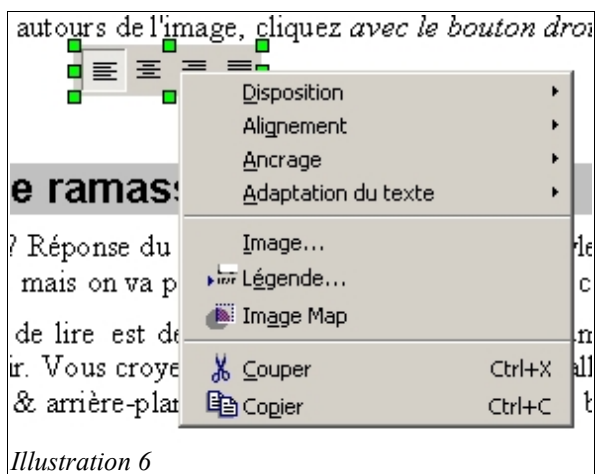 autours de l'image, cliquez avec le bouton droi
Disposition
Alignement
Ancrage
e ramass
Adaptation du texte
? Réponse du
Image...
mais on va p
Légende...
Image Map
de lire est de
ir. Vous croye
Couper Ctrl+X
& arrière-plan
Copier Ctrl+C
Illustration 6